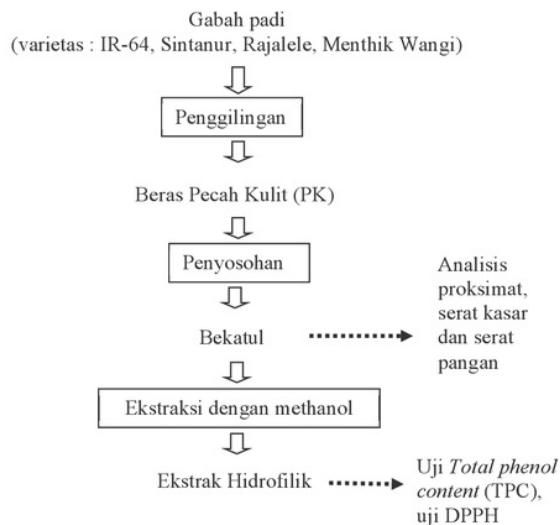 Gabah padi
(varietas : IR-64, Sintanur, Rajalele, Menthik Wangi)
Penggilingan
Beras Pecah Kulit (PK)
Penyosohan
Analisis
proksimat,
serat kasar
dan serat
pangan
Bekatul
Ekstraksi dengan methanol
Ekstrak Hidrofilik
Uji Total phenol
content (TPC),
uji DPPH